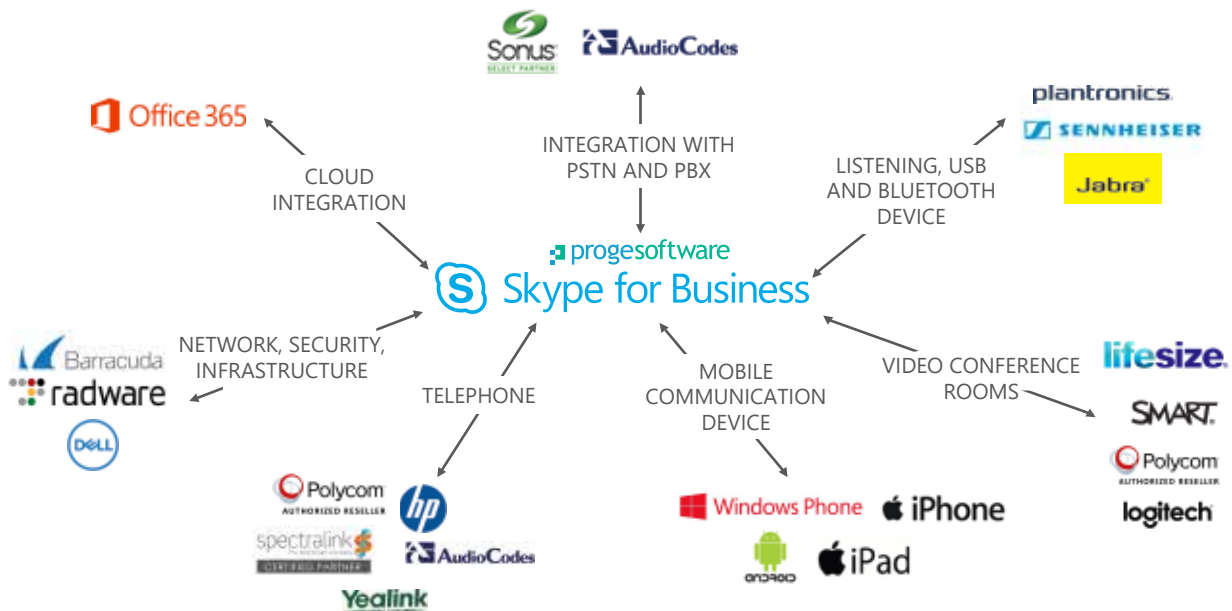 Sonus
SELECT PARTNER
AudioCodes
Office 365
plantronics.
SENNHEISER
Jabra
INTEGRATION WITH
PSTN AND PBX
CLOUD
INTEGRATION
LISTENING, USB
AND BLUETOOTH
DEVICE
progesoftware
S Skype for Business
Barracuda
radware
DELL
NETWORK, SECURITY,
INFRASTRUCTURE
TELEPHONE
MOBILE
COMMUNICATION
DEVICE
VIDEO CONFERENCE
ROOMS
lifesize.
SMART.
Polycom
AUTHORIZED RESELLER
logitech
Polycom
AUTHORIZED RESELLER
hp
spectralink
CERTIFIED PARTNER
AudioCodes
Yealink
Windows Phone
iPhone
ANDROID
iPad